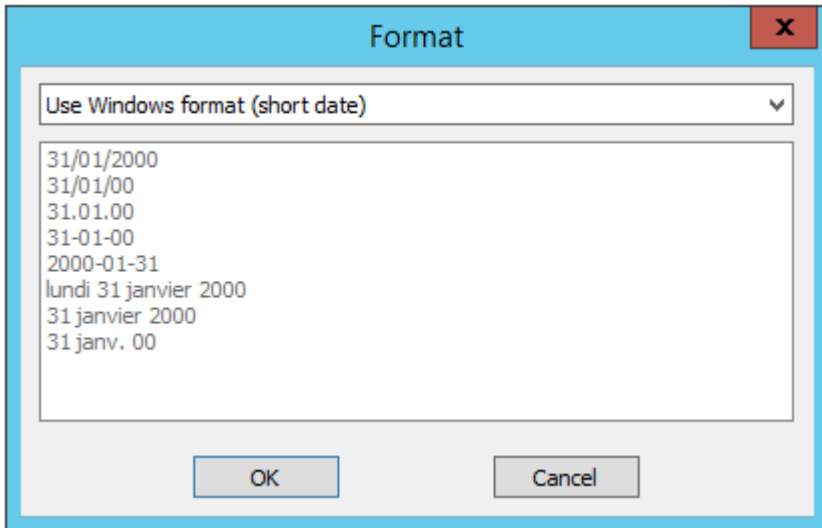 Format
x
Use Windows format (short date)
31/01/2000
31/01/00
31.01.00
31-01-00
2000-01-31
lundi 31 janvier 2000
31 janvier 2000
31 janv. 00
OK
Cancel